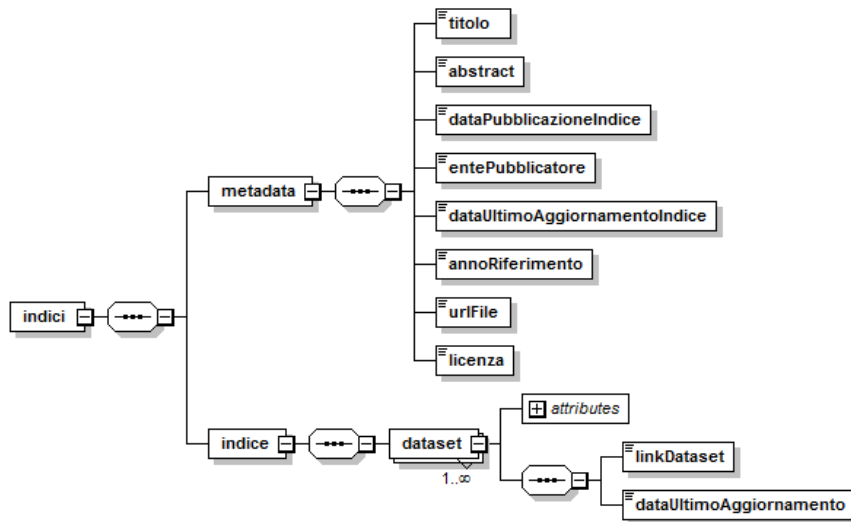 titolo
abstract
dataPubblicazioneIndice
entePubblicatore
metadata
dataUltimoAggiornamentoIndice
annoRiferimento
indici
urlFile
licenza
attributes
indice
dataset
1..∞
linkDataset
dataUltimoAggiornamento